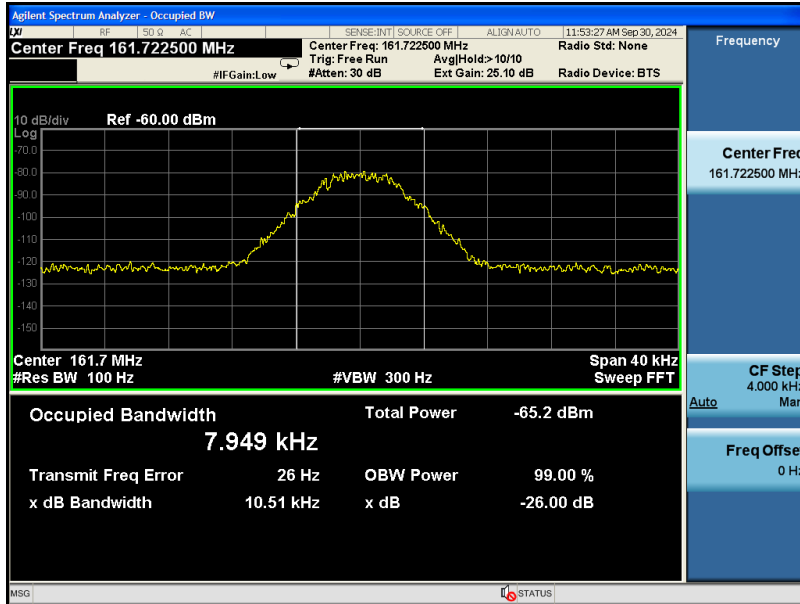 Agilent Spectrum Analyzer - Occupied BW
LXI RF 50 Ω AC SENSE:INT SOURCE OFF ALIGN AUTO 11:53:27 AM Sep 30, 2024
Center Freq 161.722500 MHz
Center Freq: 161.722500 MHz Radio Std: None
Trig: Free Run Avg|Hold:>10/10
#IFGain:Low #Atten: 30 dB Ext Gain: 25.10 dB Radio Device: BTS
10 dB/div Ref -60.00 dBm
Log
-70.0
-80.0
-90.0
-100
-110
-120
-130
-140
-150
Center 161.7 MHz Span 40 kHz
#Res BW 100 Hz #VBW 300 Hz Sweep FFT
Occupied Bandwidth Total Power -65.2 dBm
7.949 kHz
Transmit Freq Error 26 Hz OBW Power 99.00 %
x dB Bandwidth 10.51 kHz x dB -26.00 dB
Frequency
Center Freq
161.722500 MHz
CF Step
4.000 kHz
Auto Man
Freq Offset
0 Hz
MSG STATUS